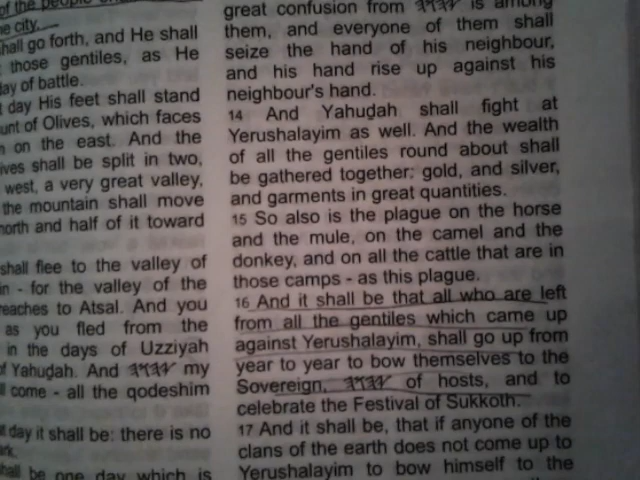 of the people
city.
shall go forth, and He shall
those gentiles, as He
day of battle.
day His feet shall stand
of Olives, which faces
on the east. And the
shall be split in two,
west, a very great valley,
the mountain shall move
north and half of it toward
shall flee to the valley of
- for the valley of the
reaches to Atsal. And you
as you fled from the
in the days of Uzziyah
of Yahuḏah. And 𐤉𐤄𐤅𐤄 my
come - all the qodeshim
day it shall be: there is no
shall be one day which is
great confusion from 𐤉𐤄𐤅𐤄 is among
them, and everyone of them shall
seize the hand of his neighbour,
and his hand rise up against his
neighbour's hand.
14 And Yahuḏah shall fight at
Yerushalayim as well. And the wealth
of all the gentiles round about shall
be gathered together: gold, and silver,
and garments in great quantities.
15 So also is the plague on the horse
and the mule, on the camel and the
donkey, and on all the cattle that are in
those camps - as this plague.
16 And it shall be that all who are left
from all the gentiles which came up
against Yerushalayim, shall go up from
year to year to bow themselves to the
Sovereign, 𐤉𐤄𐤅𐤄 of hosts, and to
celebrate the Festival of Sukkoth.
17 And it shall be, that if anyone of the
clans of the earth does not come up to
Yerushalayim to bow himself to the